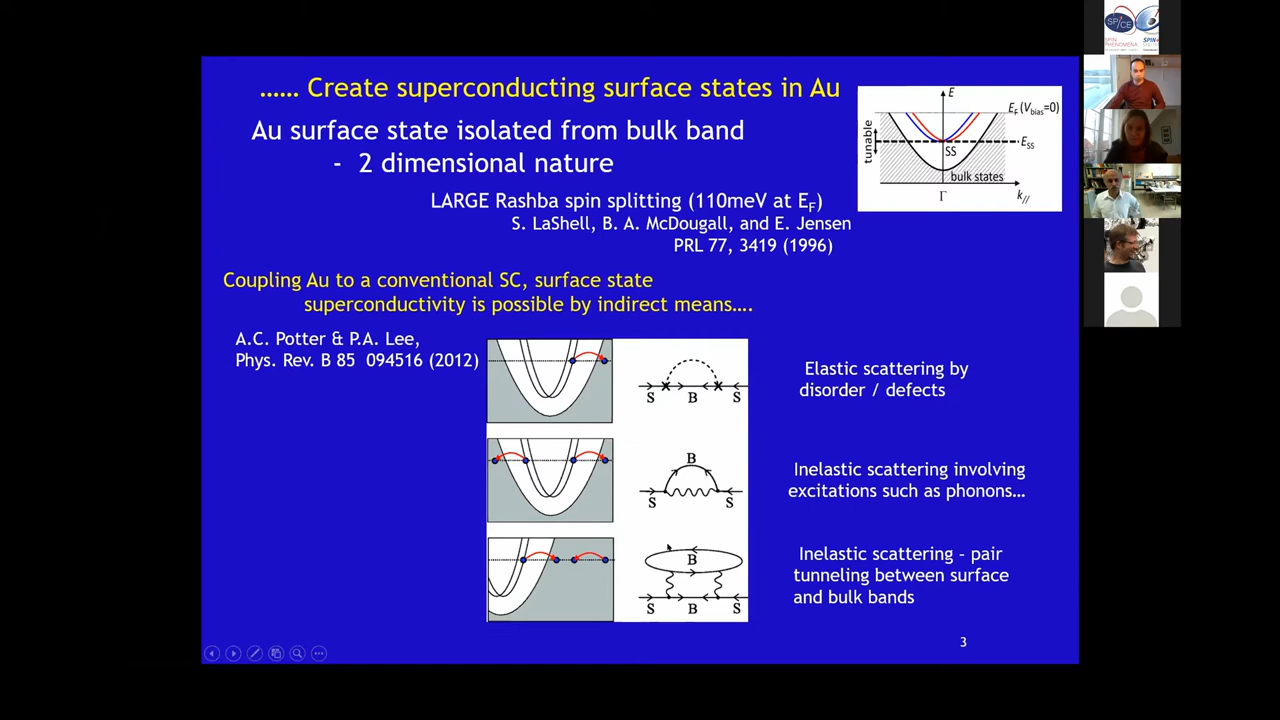 ...... Create superconducting surface states in Au
Au surface state isolated from bulk band
- 2 dimensional nature
LARGE Rashba spin splitting (110meV at EF)
S. LaShell, B. A. McDougall, and E. Jensen
PRL 77, 3419 (1996)
E
EF (Vbias=0)
tunable
ESS
SS
bulk states
Γ
k//
Coupling Au to a conventional SC, surface state
superconductivity is possible by indirect means....
A.C. Potter & P.A. Lee,
Phys. Rev. B 85 094516 (2012)
S B S
Elastic scattering by
disorder / defects
B
S S
Inelastic scattering involving
excitations such as phonons…
B
S B S
Inelastic scattering – pair
tunneling between surface
and bulk bands
3
SPICE
SPIN PHENOMENA
SPIN+